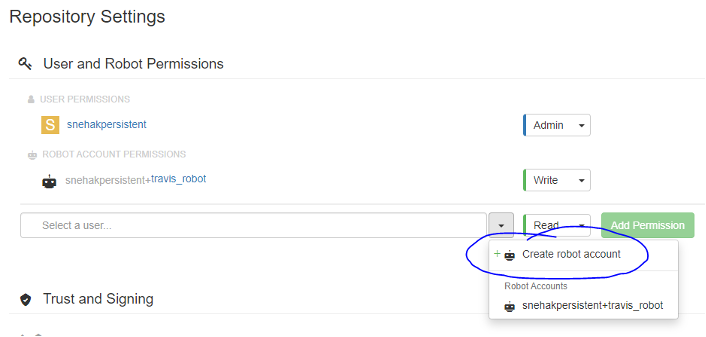 Repository Settings
User and Robot Permissions
USER PERMISSIONS
S snehakpersistent Admin
ROBOT ACCOUNT PERMISSIONS
snehakpersistent+travis_robot Write
Select a user... Read Add Permission
+ Create robot account
Robot Accounts
Trust and Signing
snehakpersistent+travis_robot